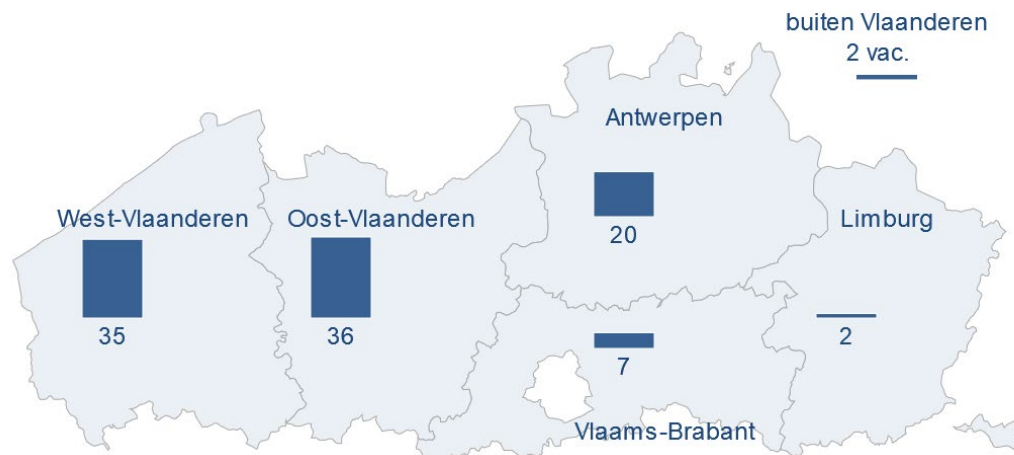 buiten Vlaanderen
2 vac.
Antwerpen
20
West-Vlaanderen
35
Oost-Vlaanderen
36
Limburg
2
7
Vlaams-Brabant